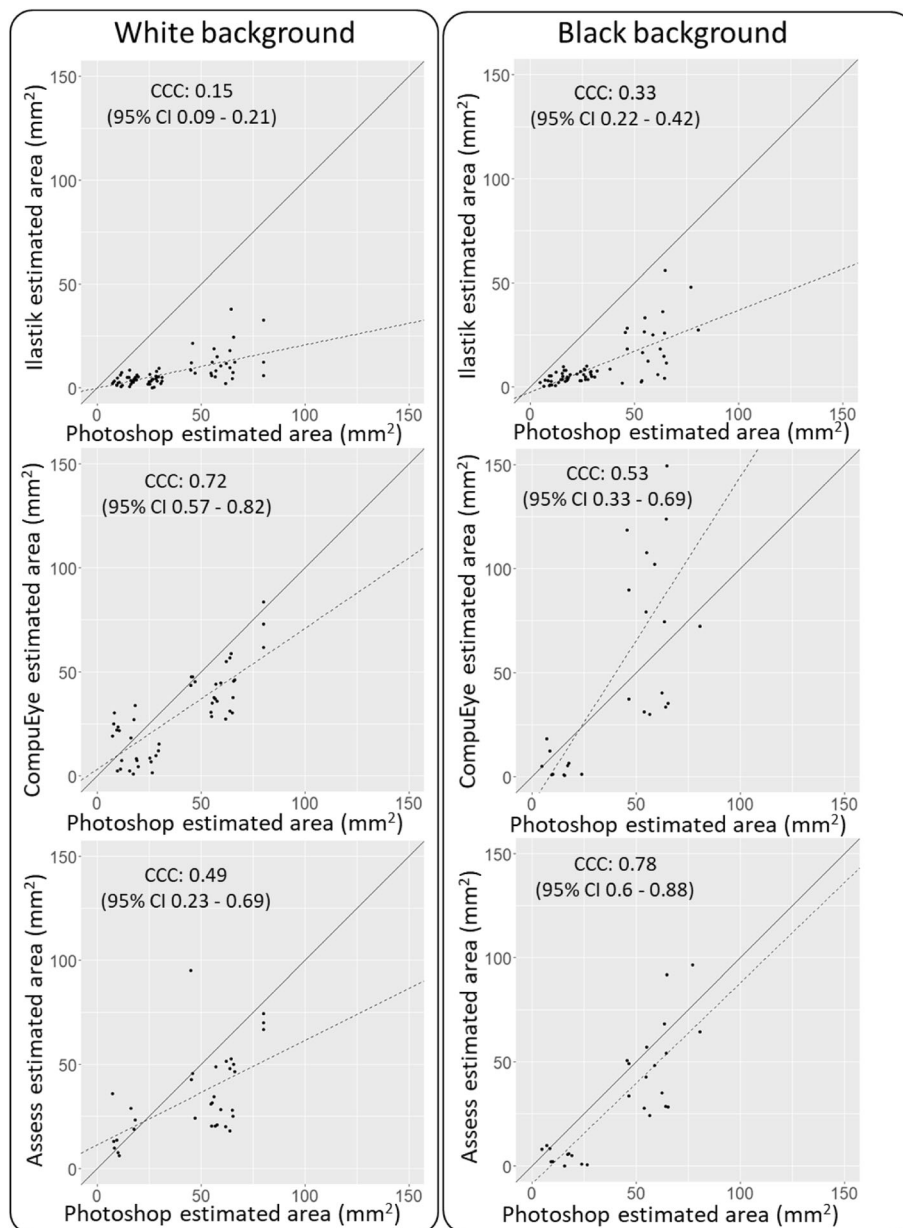 White background
150
100
50
0
Ilastik estimated area (mm²)
CCC: 0.15
(95% CI 0.09 - 0.21)
0 50 100 150
Photoshop estimated area (mm²)
150
100
50
0
CompuEye estimated area (mm²)
CCC: 0.72
(95% CI 0.57 - 0.82)
0 50 100 150
Photoshop estimated area (mm²)
150
100
50
0
Assess estimated area (mm²)
CCC: 0.49
(95% CI 0.23 - 0.69)
0 50 100 150
Photoshop estimated area (mm²)
Black background
150
100
50
0
Ilastik estimated area (mm²)
CCC: 0.33
(95% CI 0.22 - 0.42)
0 50 100 150
Photoshop estimated area (mm²)
150
100
50
0
CompuEye estimated area (mm²)
CCC: 0.53
(95% CI 0.33 - 0.69)
0 50 100 150
Photoshop estimated area (mm²)
150
100
50
0
Assess estimated area (mm²)
CCC: 0.78
(95% CI 0.6 - 0.88)
0 50 100 150
Photoshop estimated area (mm²)